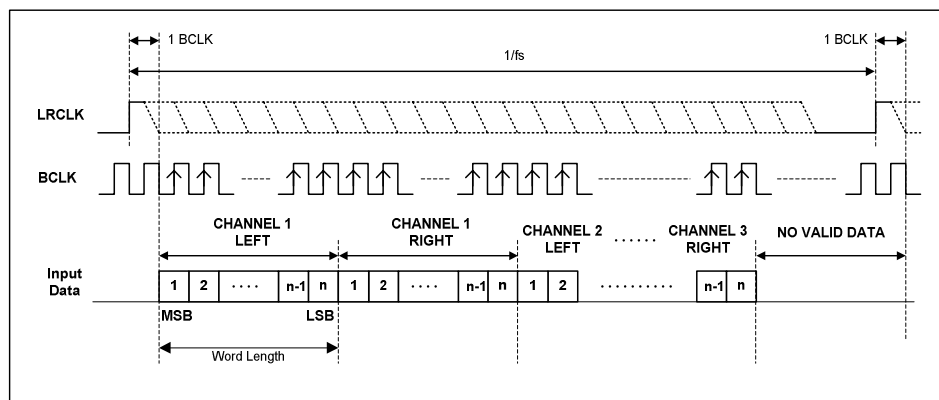 1 BCLK 1 BCLK
1/fs
LRCLK
BCLK
CHANNEL 1 LEFT
CHANNEL 1 RIGHT
CHANNEL 2 LEFT
......
CHANNEL 3 RIGHT
NO VALID DATA
Input Data
1 2 .... n-1 n 1 2 .... n-1 n 1 2 .......... n-1 n
MSB LSB
Word Length